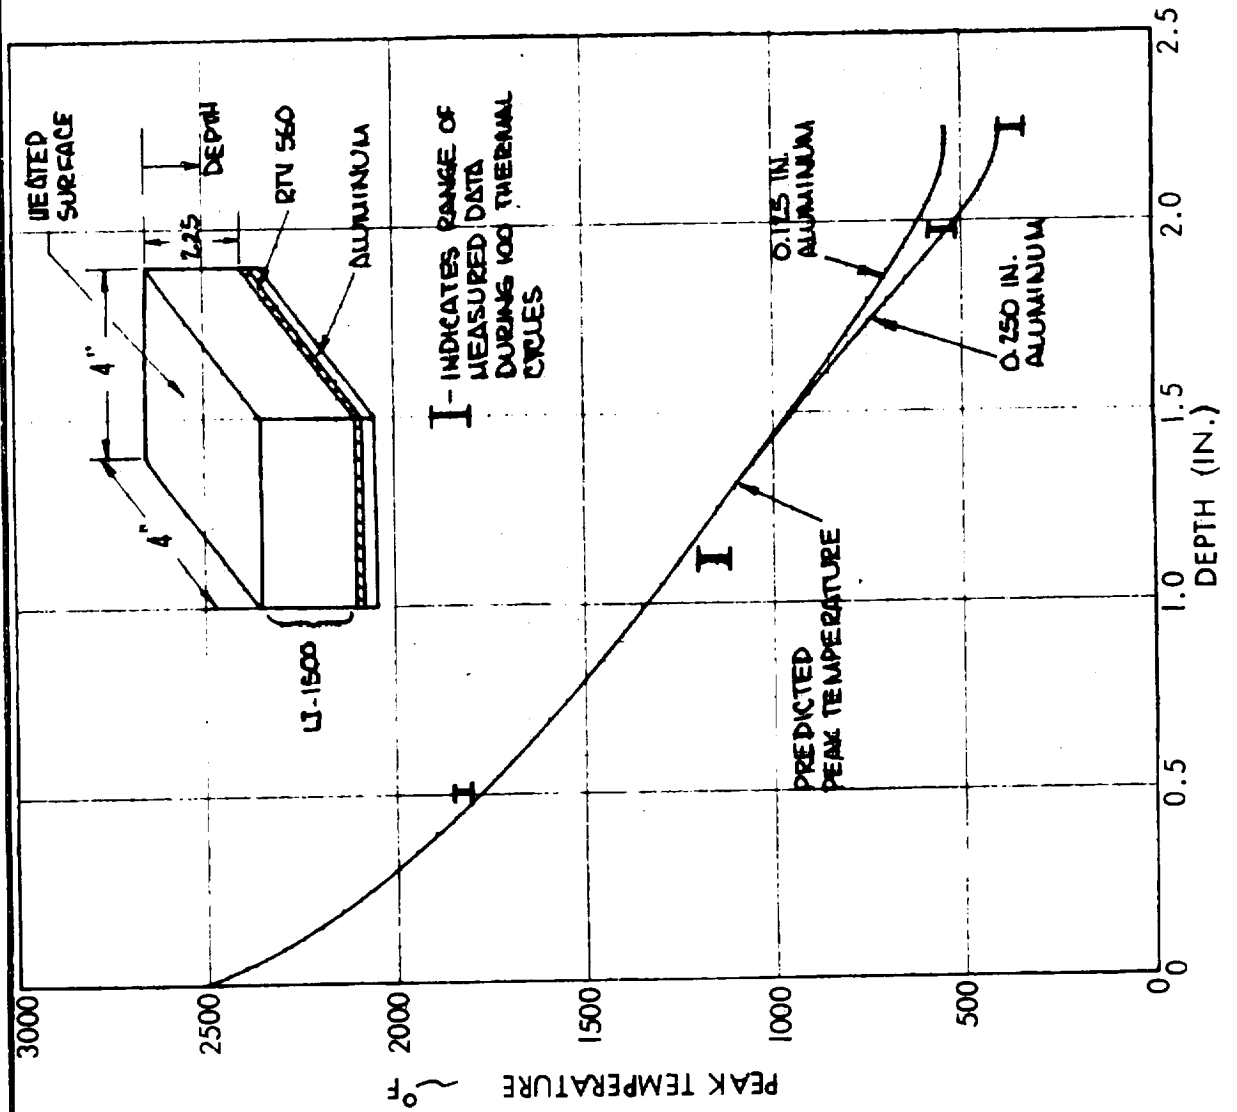 HEATED
SURFACE
4"
4"
2.25
DEPTH
RTV 560
ALUMINUM
LI-1500
I - INDICATES RANGE OF
MEASURED DATA
DURING 100 THERMAL
CYCLES
PREDICTED
PEAK TEMPERATURE
0.125 IN.
ALUMINUM
0.250 IN.
ALUMINUM
PEAK TEMPERATURE ~ °F
3000
2500
2000
1500
1000
500
0
0
0.5
1.0
1.5
2.0
2.5
DEPTH (IN.)